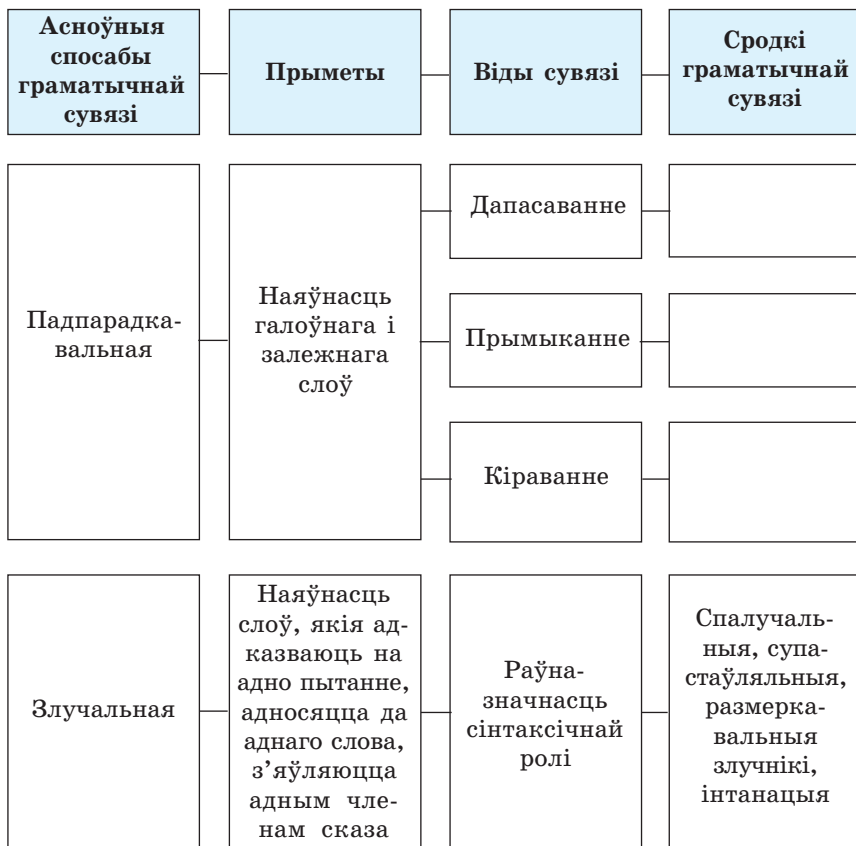 Асноўныя
спосабы
граматычнай
сувязі
Прыметы
Віды сувязі
Сродкі
граматычнай
сувязі
Падпарадка-
вальная
Наяўнасць
галоўнага і
залежнага
слоў
Дапасаванне
Прымыканне
Кіраванне
Злучальная
Наяўнасць
слоў, якія ад-
казваюць на
адно пытанне,
адносяцца да
аднаго слова,
з’яўляюцца
адным чле-
нам сказа
Раўна-
значнасць
сінтаксічнай
ролі
Спалучаль-
ныя, супа-
стаўляльныя,
размерка-
вальныя
злучнікі,
інтанацыя